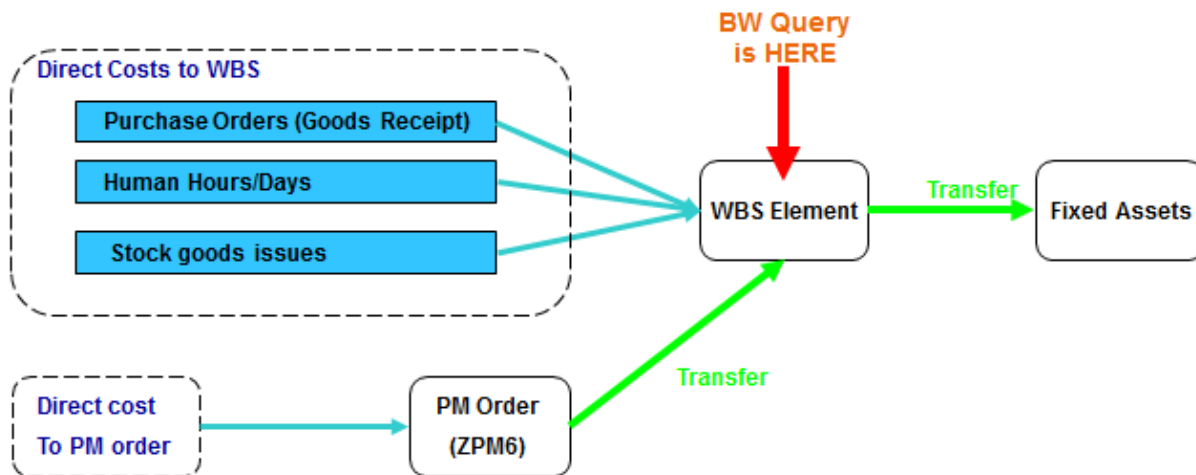 BW Query
is HERE
Direct Costs to WBS
Purchase Orders (Goods Receipt)
Human Hours/Days
Stock goods issues
WBS Element
Transfer
Fixed Assets
Transfer
Direct cost
To PM order
PM Order
(ZPM6)